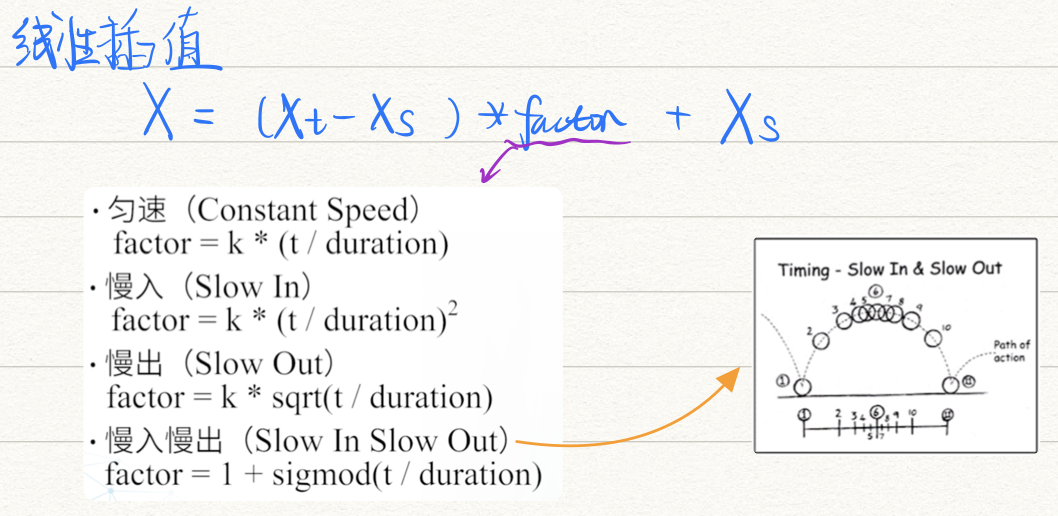 线性插值
X = (Xt - Xs) * factor + Xs
· 匀速（Constant Speed）
factor = k * (t / duration)
· 慢入（Slow In）
factor = k * (t / duration)²
· 慢出（Slow Out）
factor = k * sqrt(t / duration)
· 慢入慢出（Slow In Slow Out）
factor = 1 + sigmod(t / duration)
Timing - Slow In & Slow Out
1 2 3 4 5 6 7 8 9 10 11
Path of
action
1 2 3 4 5 6 7 8 9 10 11